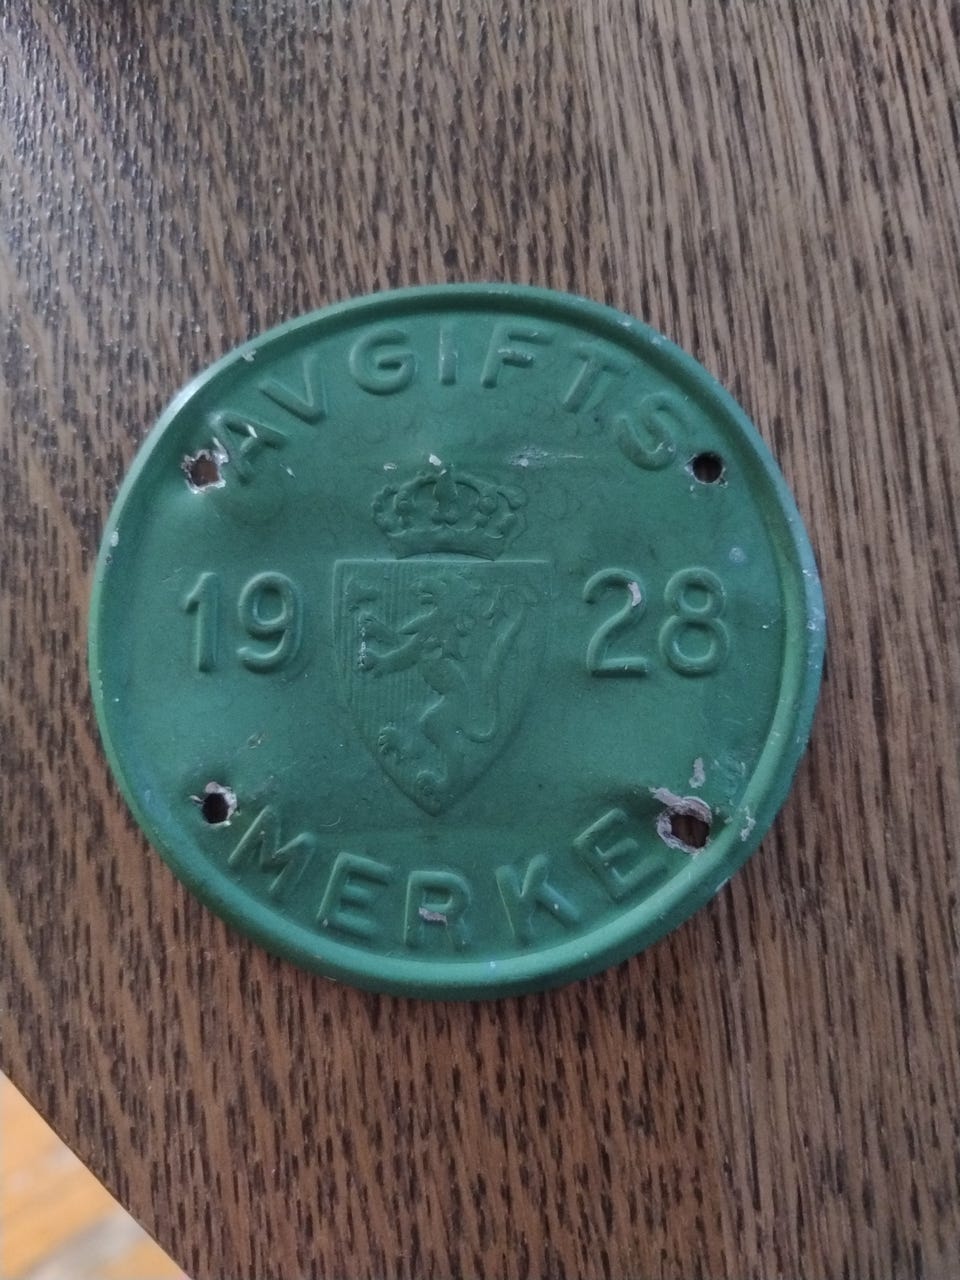 AVGIFTS
19 28
MERKE